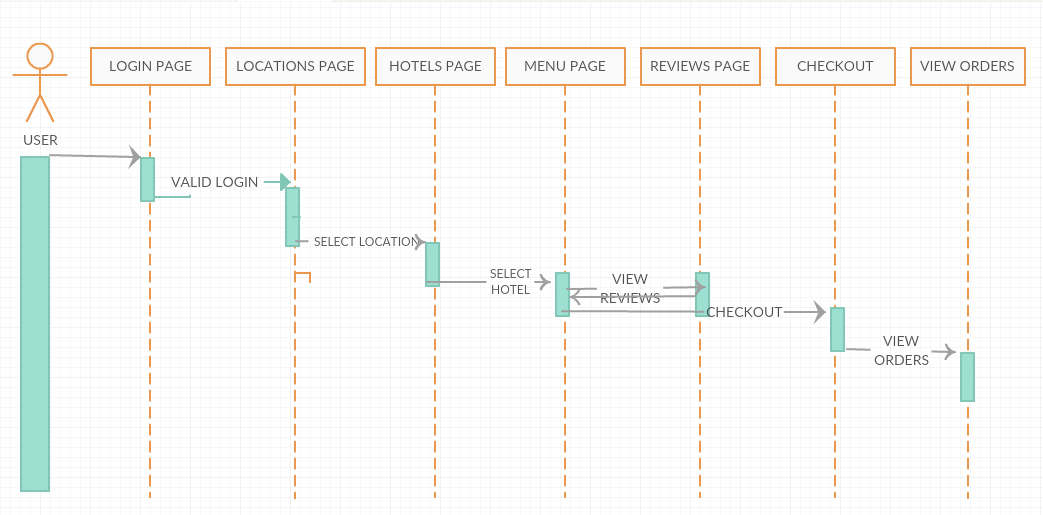 LOGIN PAGE
LOCATIONS PAGE
HOTELS PAGE
MENU PAGE
REVIEWS PAGE
CHECKOUT
VIEW ORDERS
USER
VALID LOGIN
SELECT LOCATION
SELECT
HOTEL
VIEW
REVIEWS
CHECKOUT
VIEW
ORDERS